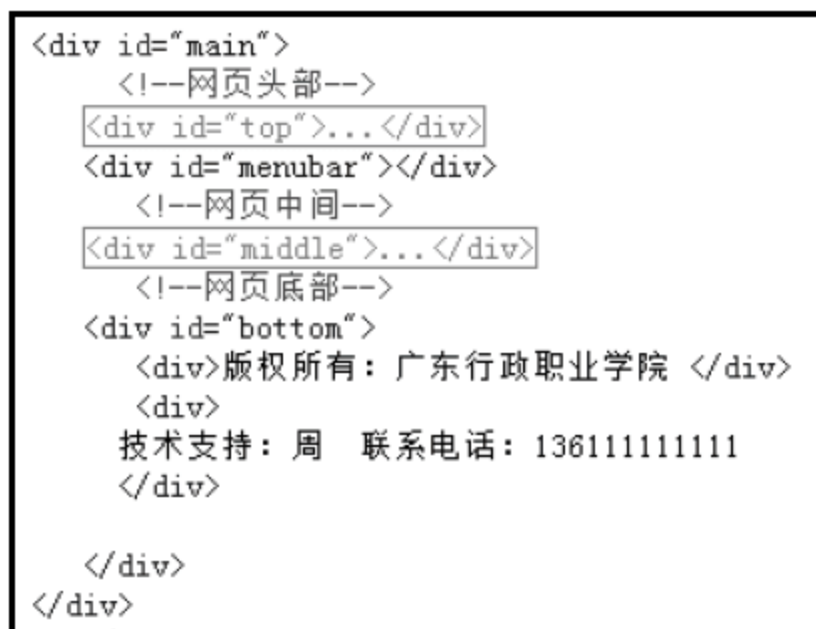 <div id="main">
<!--网页头部-->
<div id="top">...</div>
<div id="menubar"></div>
<!--网页中间-->
<div id="middle">...</div>
<!--网页底部-->
<div id="bottom">
<div>版权所有：广东行政职业学院 </div>
<div>
技术支持：周  联系电话：136111111111
</div>
</div>
</div>